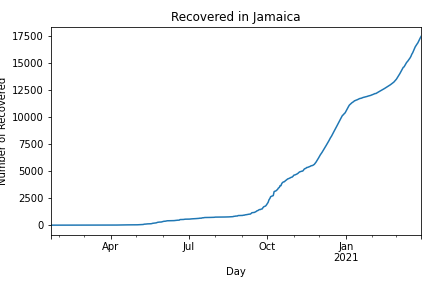 Recovered in Jamaica
Number of Recovered
17500
15000
12500
10000
7500
5000
2500
0
Apr
Jul
Oct
Jan
2021
Day